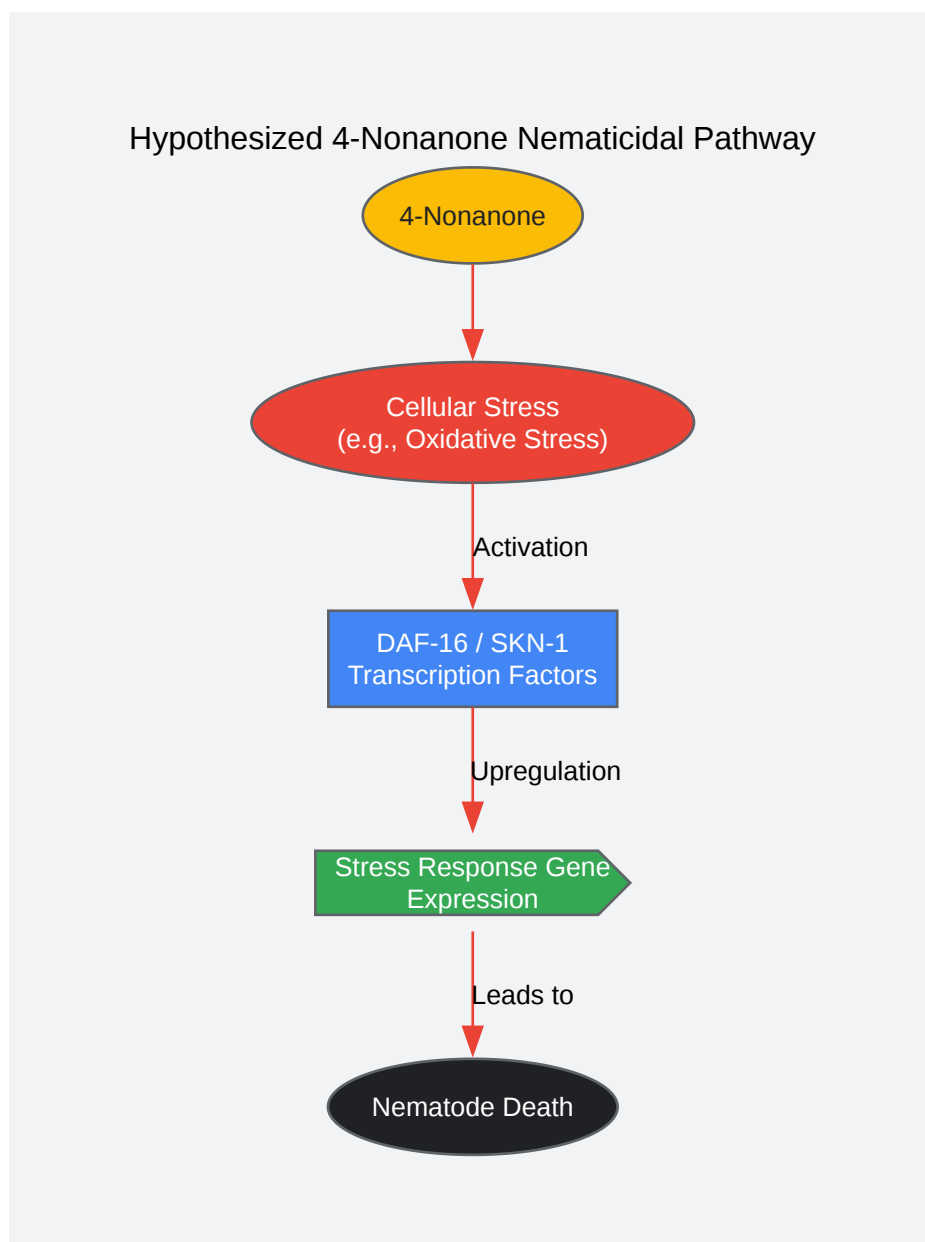 Hypothesized 4-Nonanone Nematicidal Pathway
4-Nonanone
Cellular Stress
(e.g., Oxidative Stress)
Activation
DAF-16 / SKN-1
Transcription Factors
Upregulation
Stress Response Gene
Expression
Leads to
Nematode Death